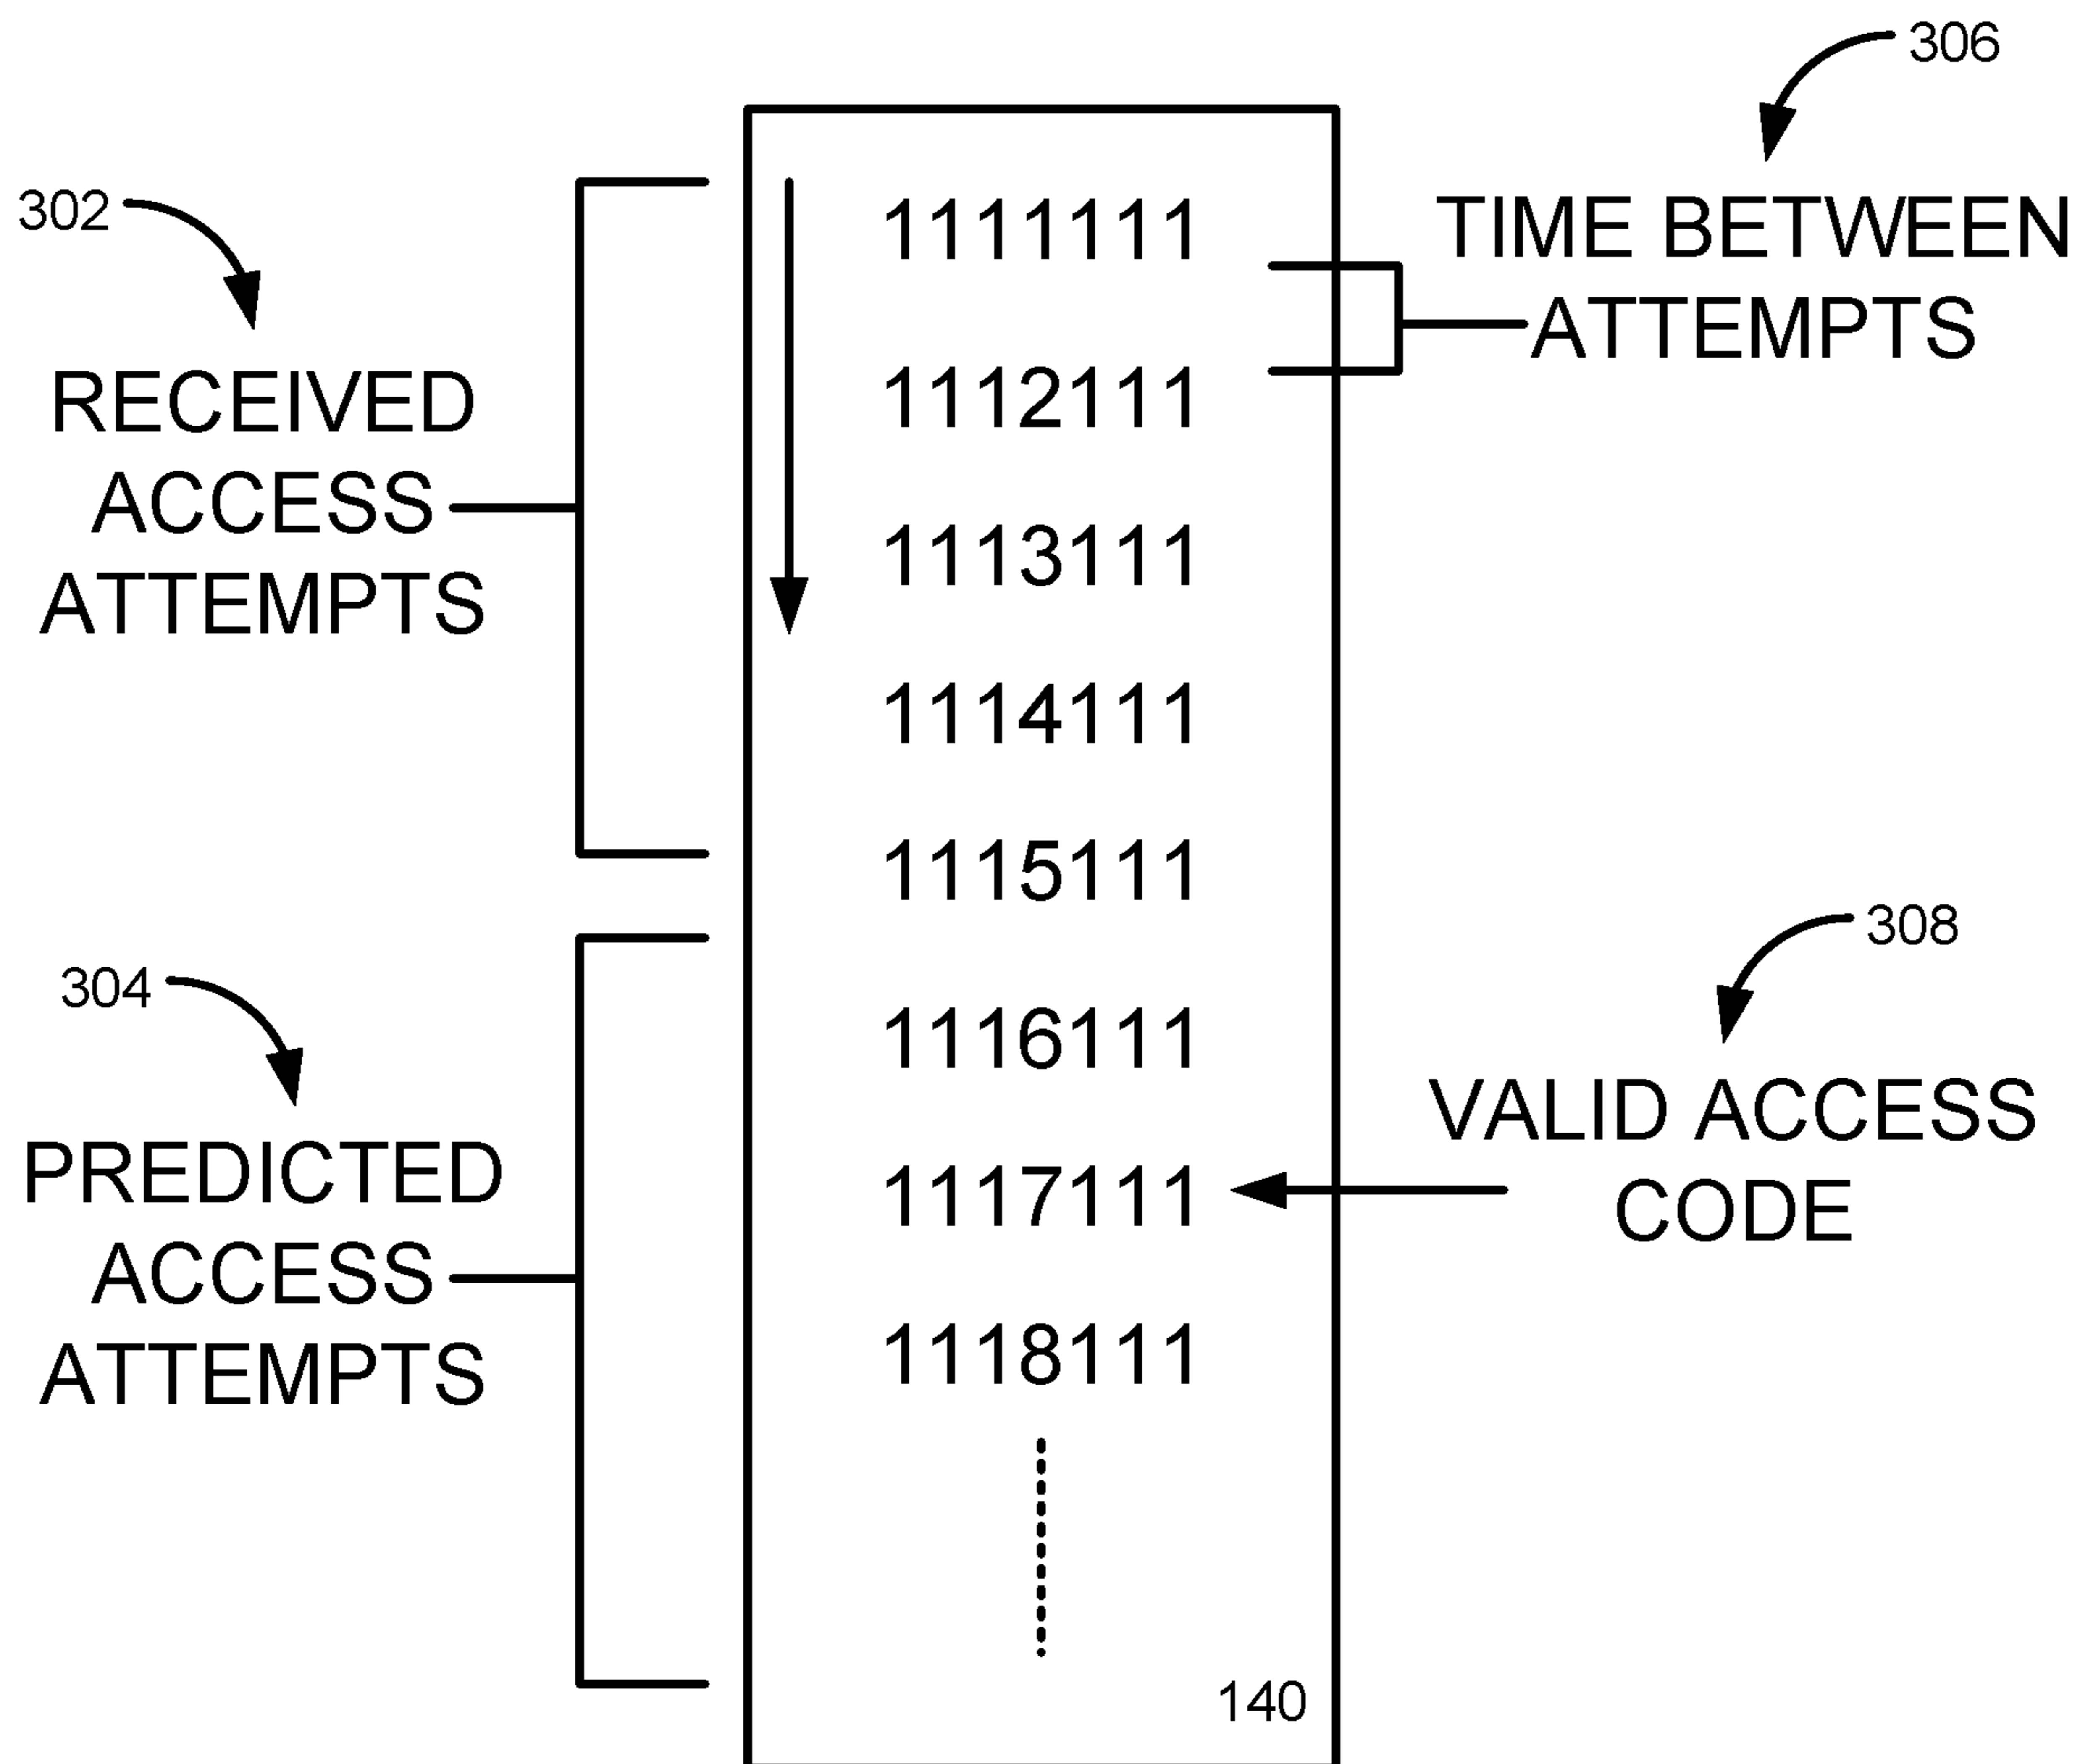 306
302
1111111
TIME BETWEEN
ATTEMPTS
RECEIVED
ACCESS
ATTEMPTS
1112111
1113111
1114111
1115111
304
308
1116111
PREDICTED
ACCESS
ATTEMPTS
VALID ACCESS
CODE
1117111
1118111
140